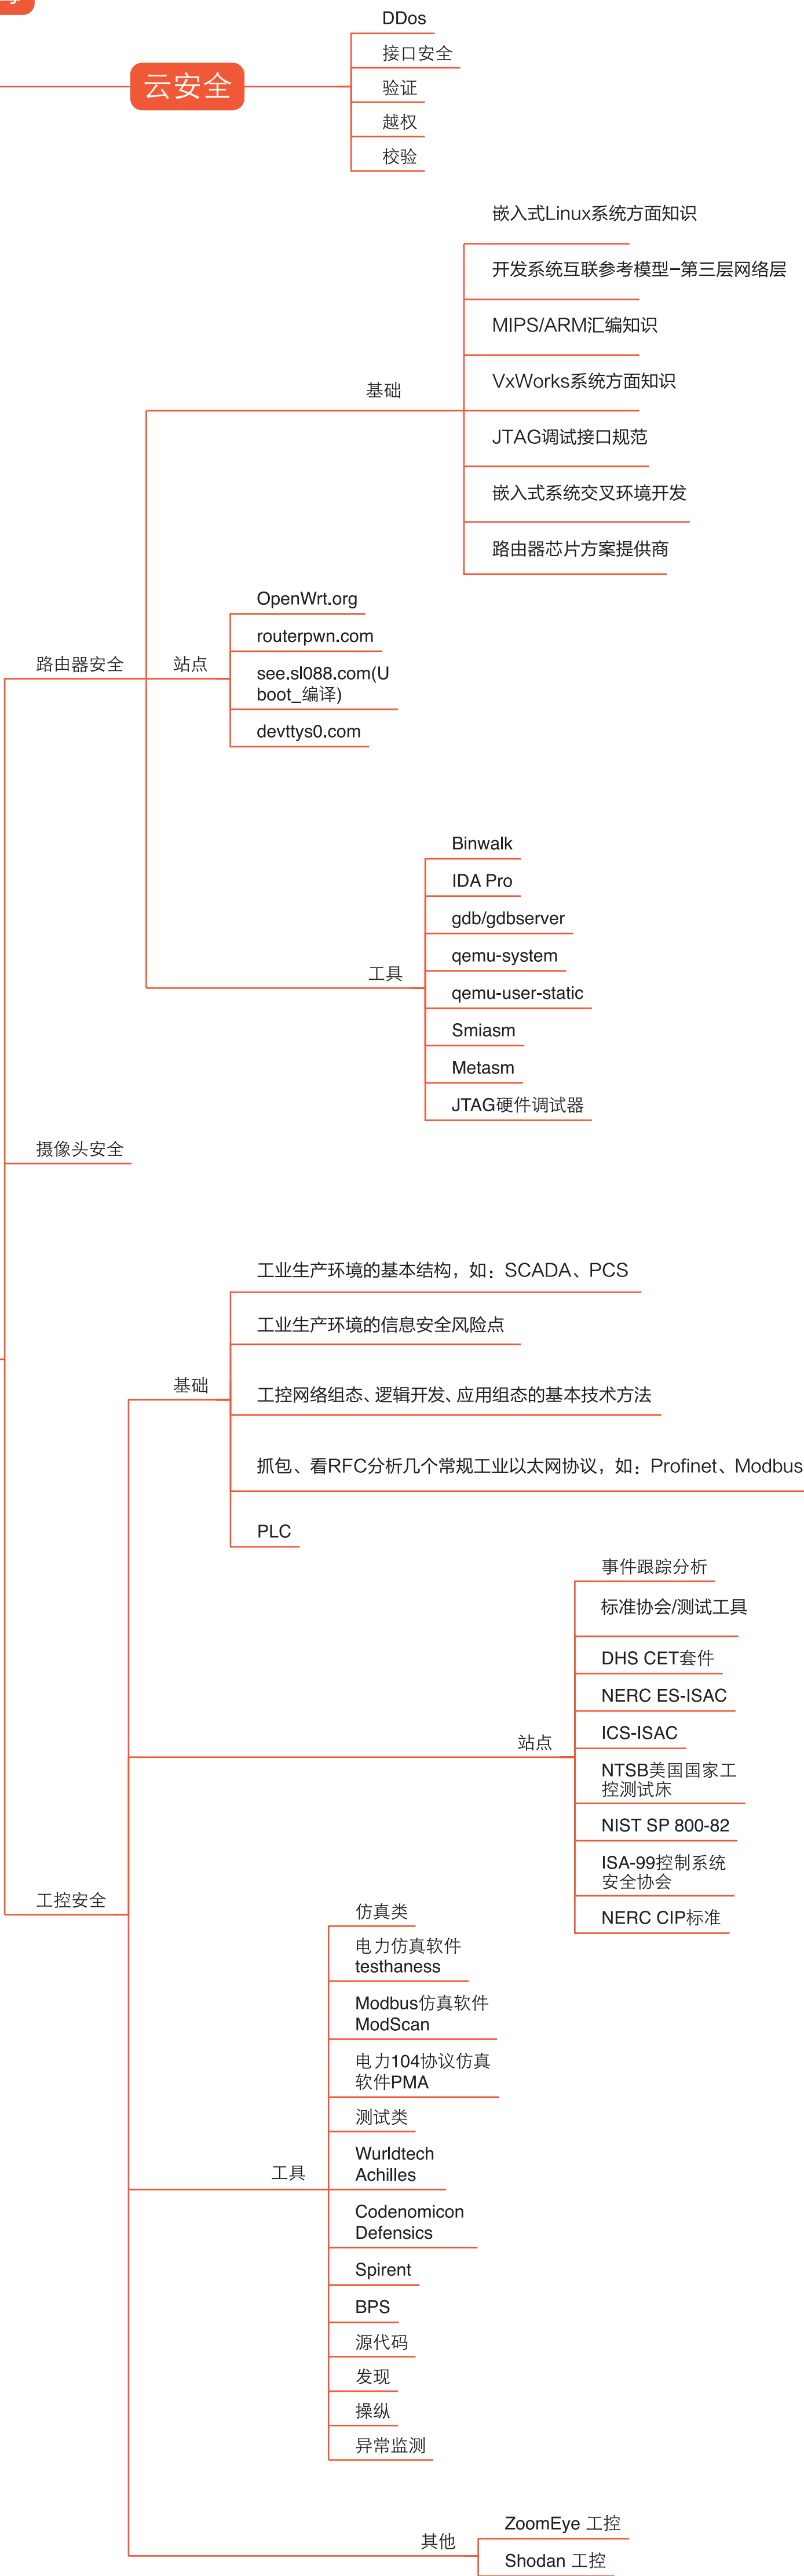 云安全
DDos
接口安全
验证
越权
校验
路由器安全
基础
嵌入式Linux系统方面知识
开发系统互联参考模型-第三层网络层
MIPS/ARM汇编知识
VxWorks系统方面知识
JTAG调试接口规范
嵌入式系统交叉环境开发
路由器芯片方案提供商
站点
OpenWrt.org
routerpwn.com
see.sl088.com(U
boot_编译)
devttys0.com
工具
Binwalk
IDA Pro
gdb/gdbserver
qemu-system
qemu-user-static
Smiasm
Metasm
JTAG硬件调试器
摄像头安全
工控安全
基础
工业生产环境的基本结构，如：SCADA、PCS
工业生产环境的信息安全风险点
工控网络组态、逻辑开发、应用组态的基本技术方法
抓包、看RFC分析几个常规工业以太网协议，如：Profinet、Modbus
PLC
站点
事件跟踪分析
标准协会/测试工具
DHS CET套件
NERC ES-ISAC
ICS-ISAC
NTSB美国国家工
控测试床
NIST SP 800-82
ISA-99控制系统
安全协会
NERC CIP标准
工具
仿真类
电力仿真软件
testhaness
Modbus仿真软件
ModScan
电力104协议仿真
软件PMA
测试类
Wurldtech
Achilles
Codenomicon
Defensics
Spirent
BPS
源代码
发现
操纵
异常监测
其他
ZoomEye 工控
Shodan 工控